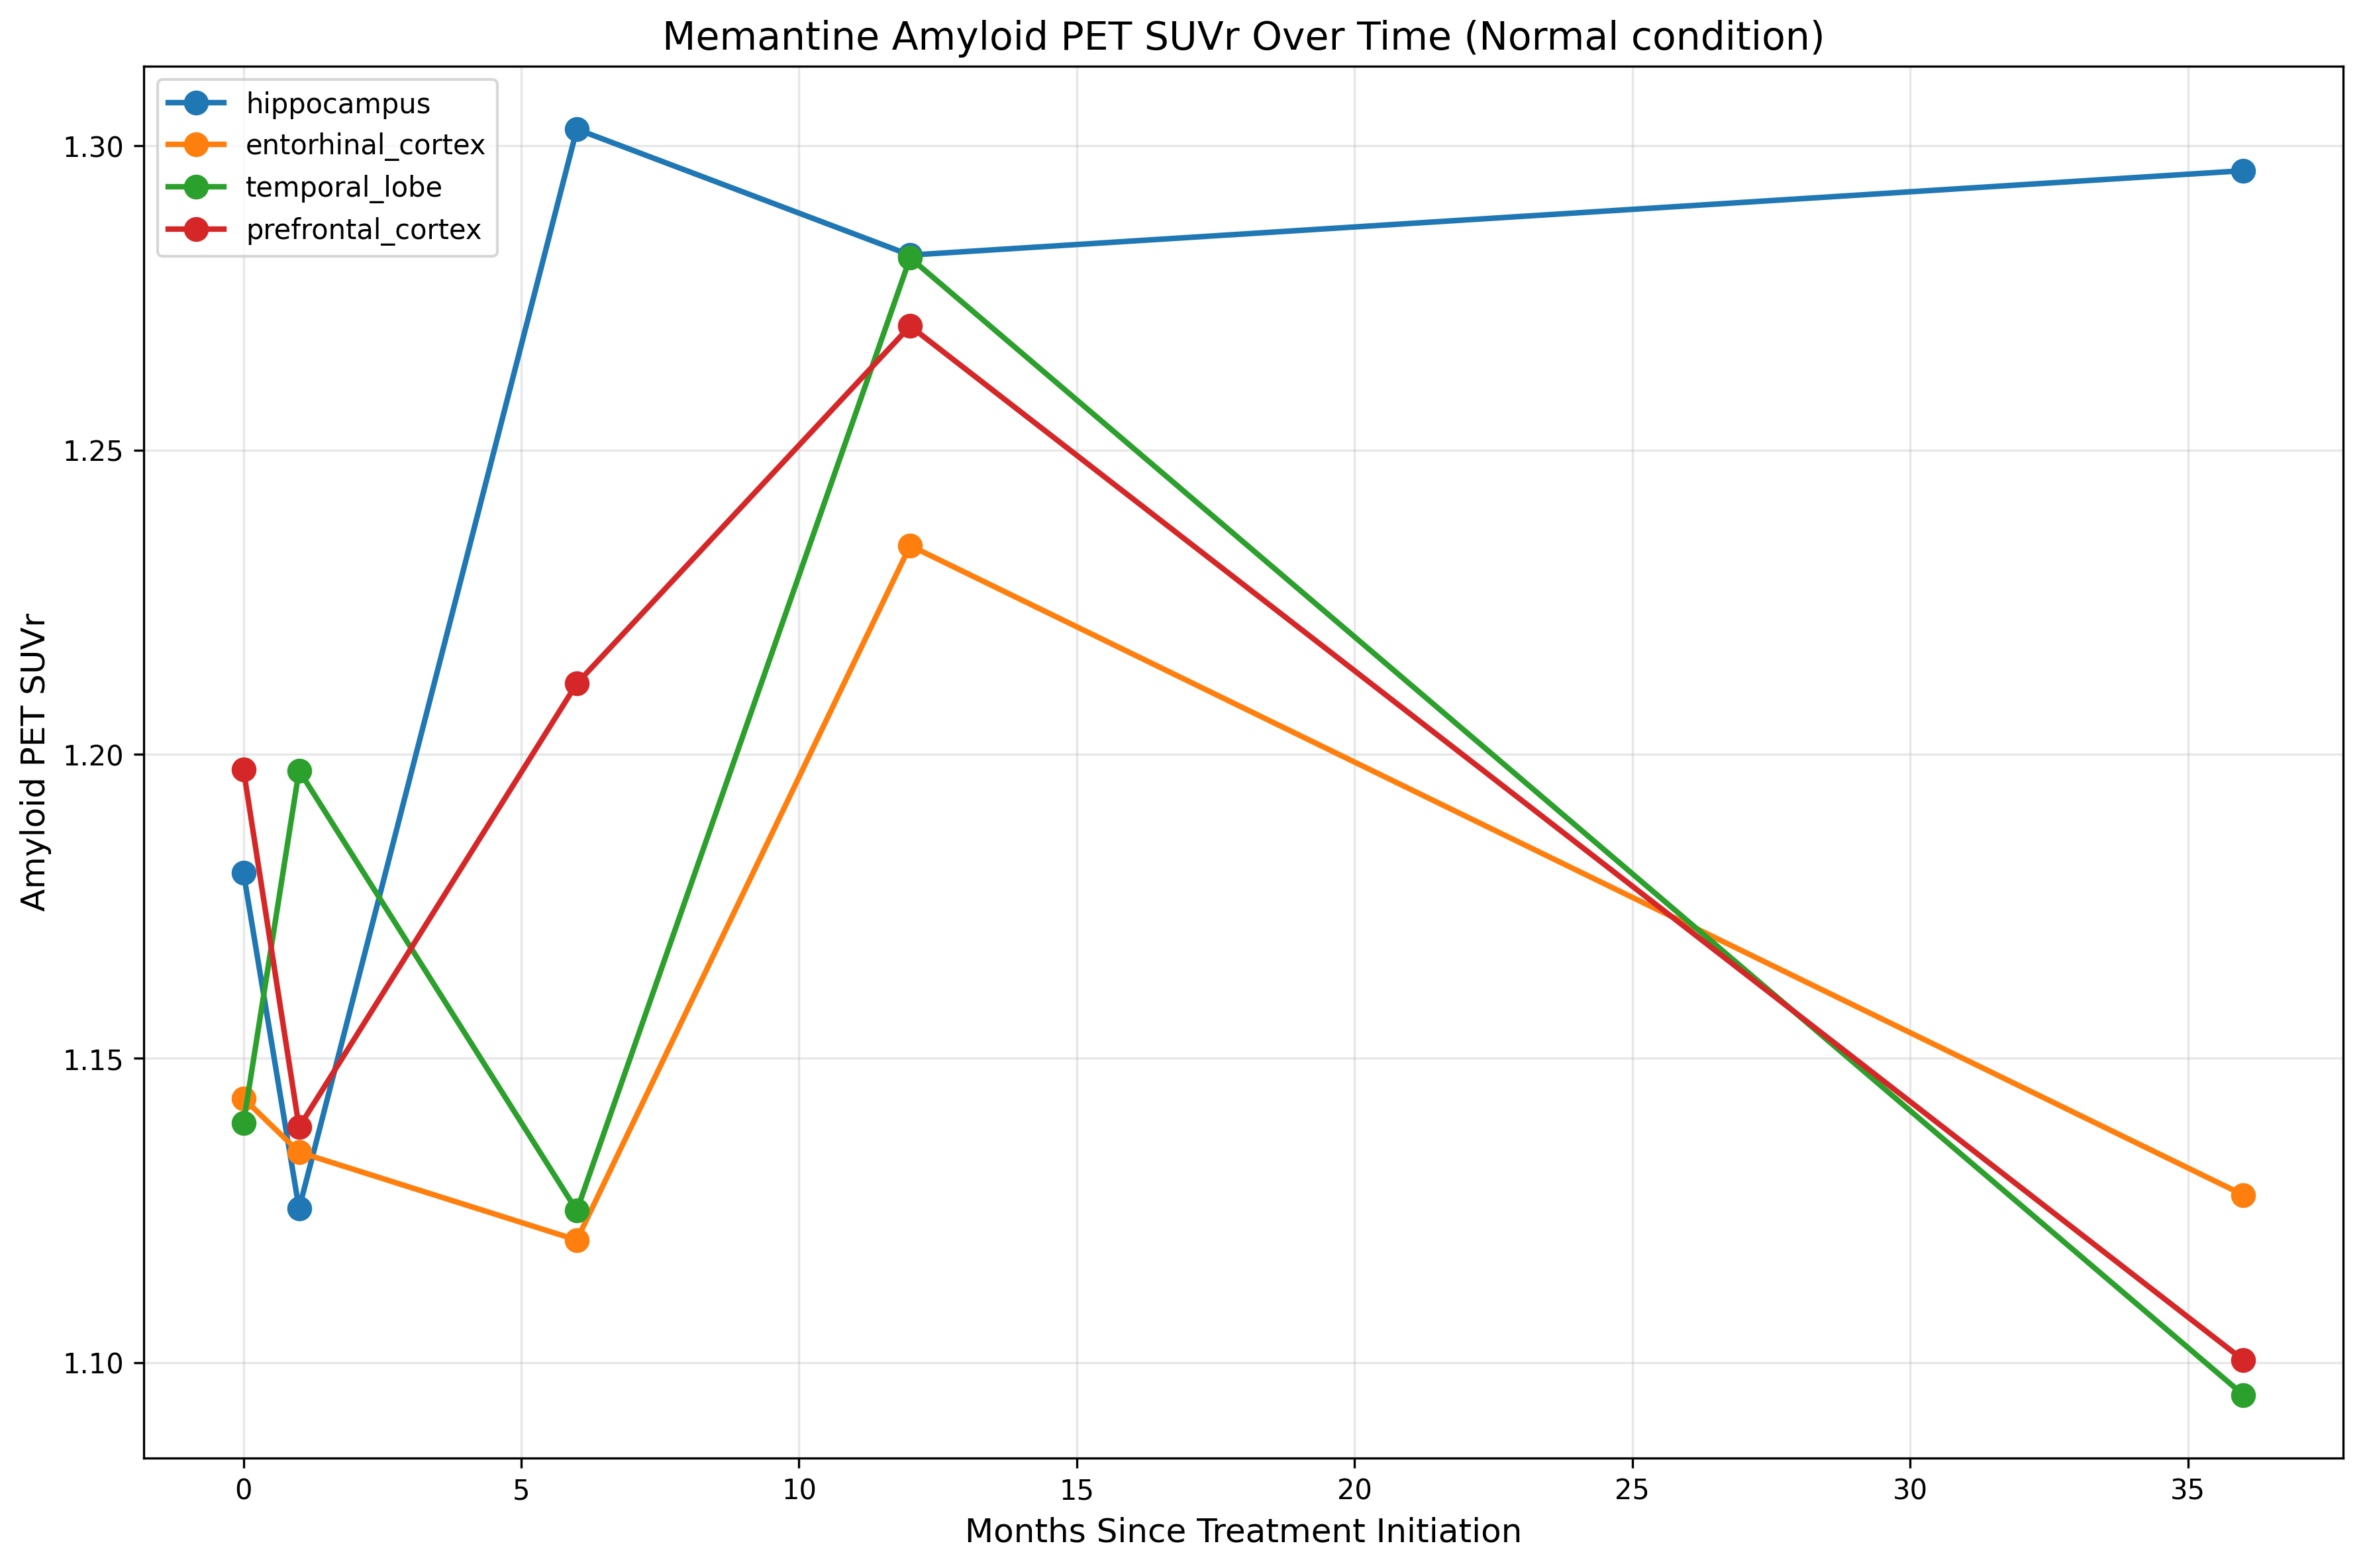 Memantine Amyloid PET SUVr Over Time (Normal condition)
hippocampus
entorhinal_cortex
temporal_lobe
prefrontal_cortex
Amyloid PET SUVr
1.30
1.25
1.20
1.15
1.10
0 5 10 15 20 25 30 35
Months Since Treatment Initiation